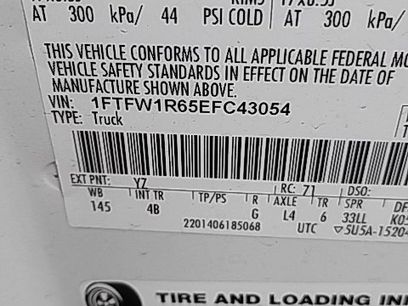 AT 300 kPa/ 44 PSI COLD AT 300 kPa/
THIS VEHICLE CONFORMS TO ALL APPLICABLE FEDERAL
VEHICLE SAFETY STANDARDS IN EFFECT ON THE DATE OF
MANUFACTURE SHOWN ABOVE.
VIN: 1FTFW1R65EFC43054
TYPE: Truck
EXT PNT: YZ RC: 71 DSO:
WB INT TR TP/PS R AXLE TR SPR
145 4B G L4 6 33LL
2201406185068 UTC ▽5U5A-1520
TIRE AND LOADING